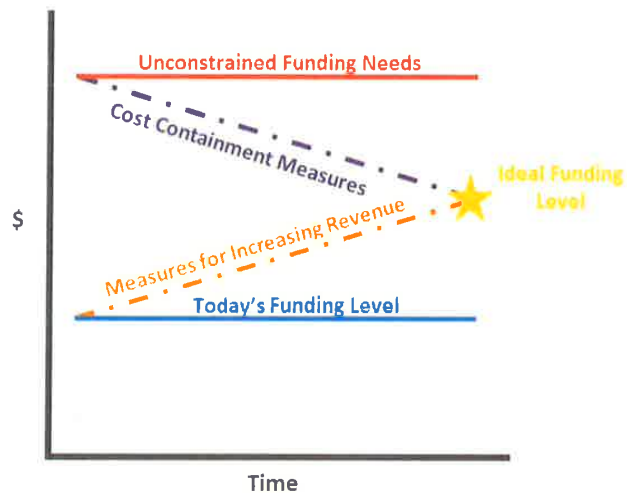 Unconstrained Funding Needs
Cost Containment Measures
Ideal Funding
Level
$
Measures for Increasing Revenue
Today's Funding Level
Time